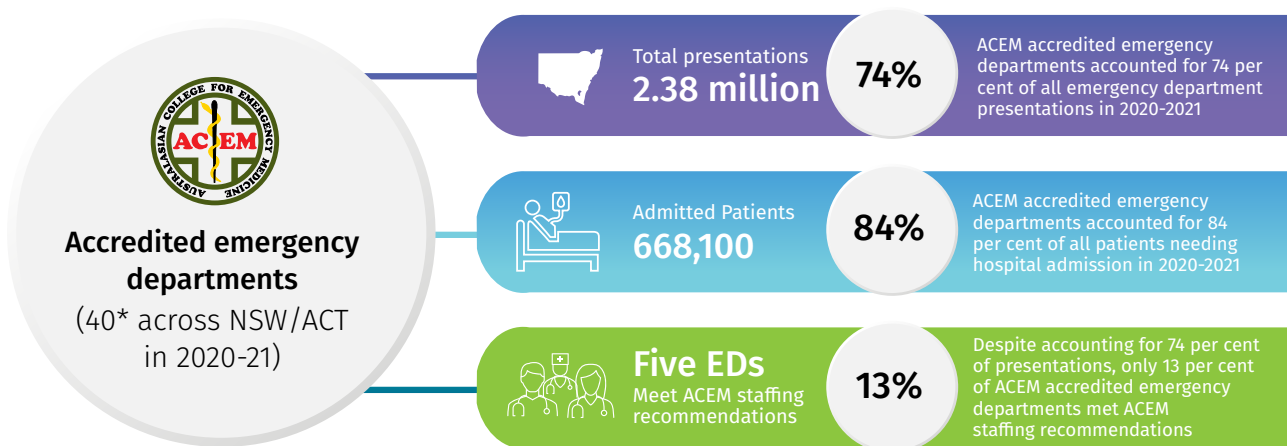 AUSTRALASIAN COLLEGE FOR EMERGENCY MEDICINE
ACEM
Accredited emergency
departments
(40* across NSW/ACT
in 2020-21)
Total presentations
2.38 million
74%
ACEM accredited emergency
departments accounted for 74 per
cent of all emergency department
presentations in 2020-2021
Admitted Patients
668,100
84%
ACEM accredited emergency
departments accounted for 84
per cent of all patients needing
hospital admission in 2020-2021
Five EDs
Meet ACEM staffing
recommendations
13%
Despite accounting for 74 per cent
of presentations, only 13 per cent
of ACEM accredited emergency
departments met ACEM
staffing recommendations